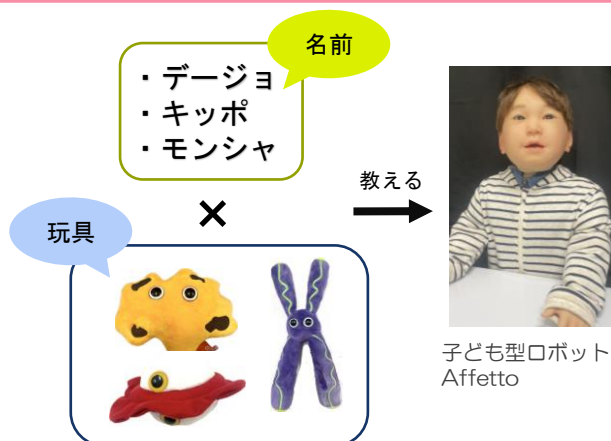 名前
・デージョ
・キッポ
・モンシャ
×
教える
玩具
子ども型ロボット
Affetto